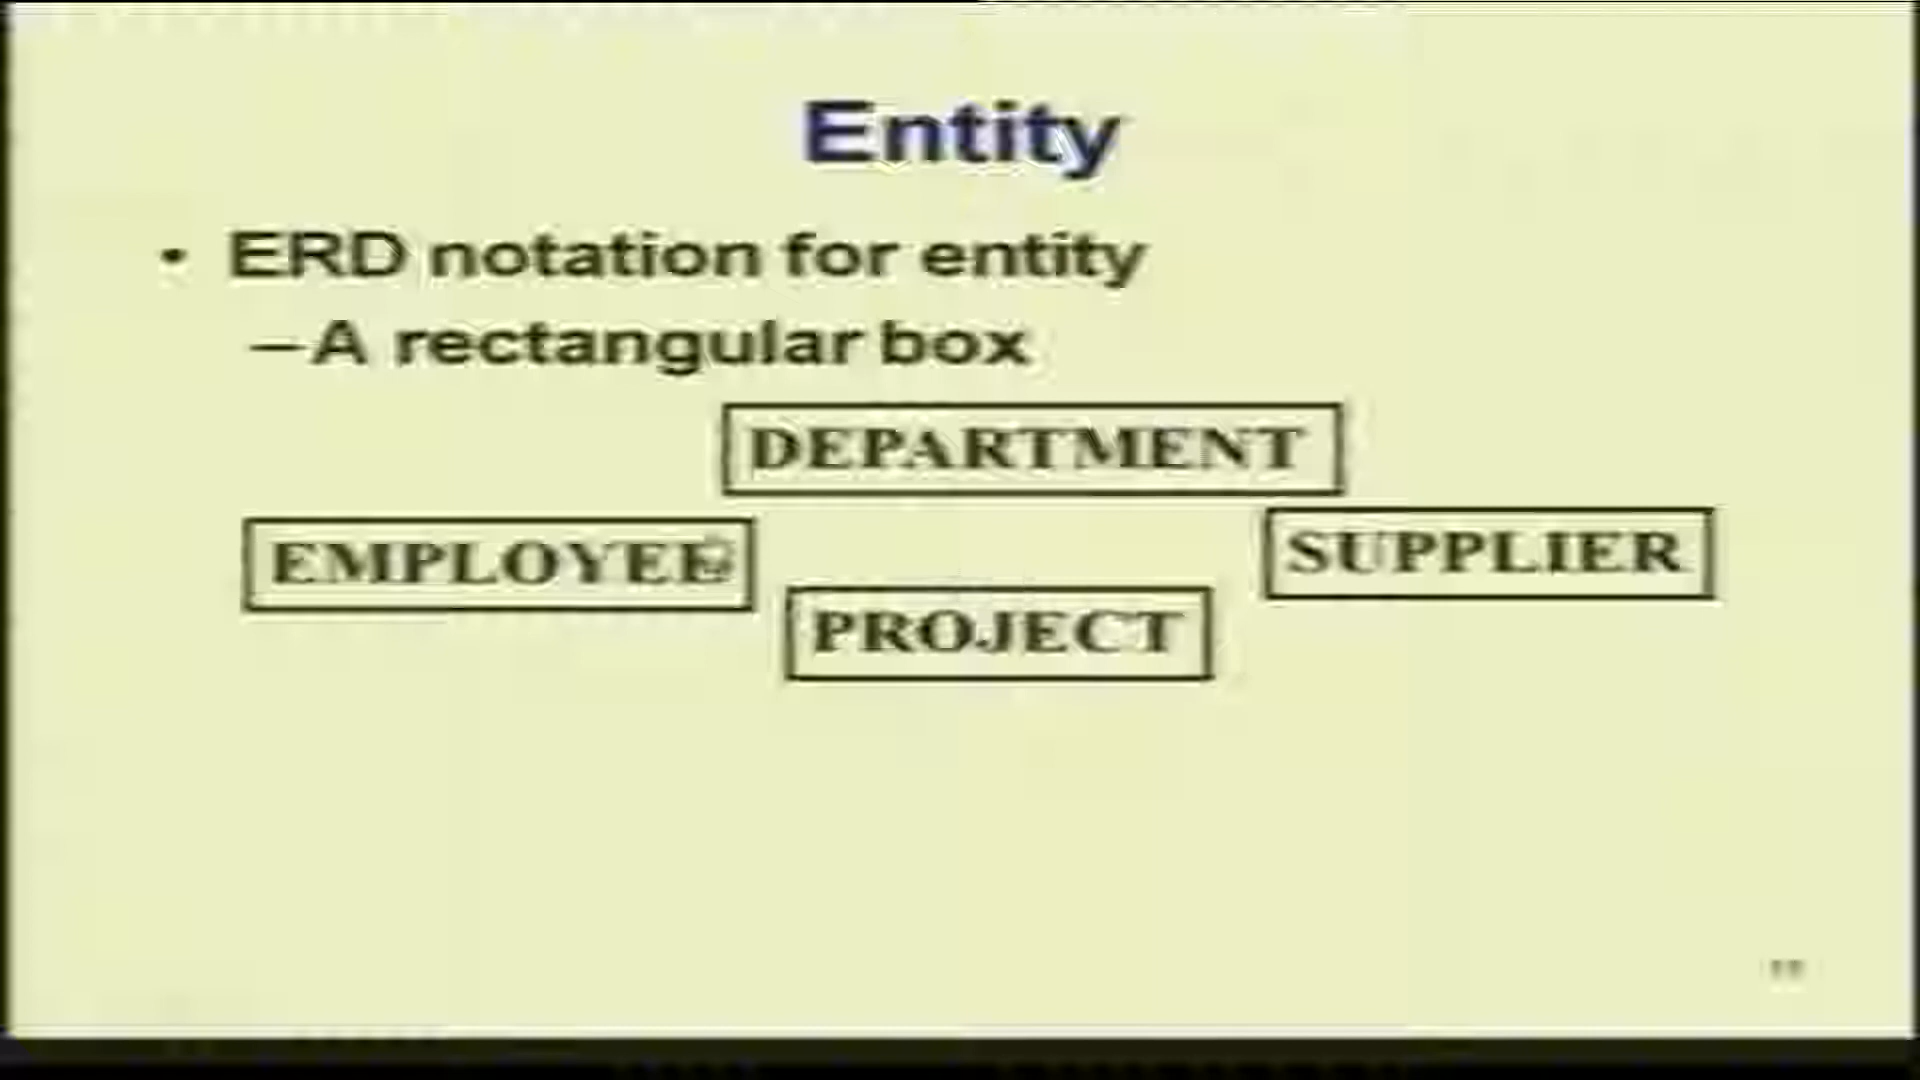 Entity
• ERD notation for entity
–A rectangular box
DEPARTMENT
EMPLOYEE
SUPPLIER
PROJECT